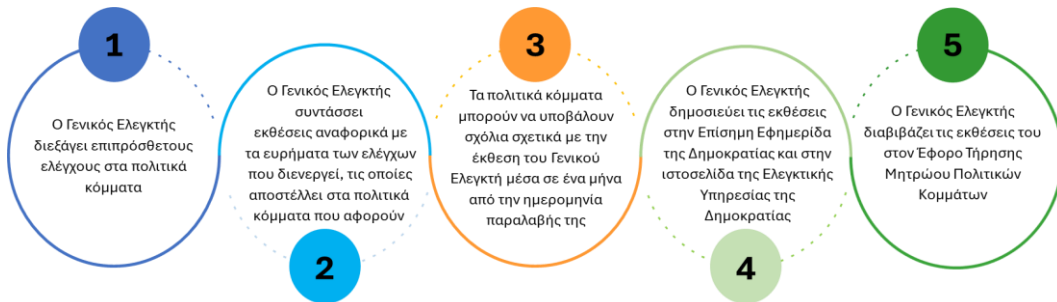 1
Ο Γενικός Ελεγκτής
διεξάγει επιπρόσθετους
ελέγχους στα πολιτικά
κόμματα
Ο Γενικός Ελεγκτής
συντάσσει
εκθέσεις αναφορικά με
τα ευρήματα των ελέγχων
που διενεργεί, τις οποίες
αποστέλλει στα πολιτικά
κόμματα που αφορούν
2
3
Τα πολιτικά κόμματα
μπορούν να υποβάλουν
σχόλια σχετικά με την
έκθεση του Γενικού
Ελεγκτή μέσα σε ένα μήνα
από την ημερομηνία
παραλαβής της
Ο Γενικός Ελεγκτής
δημοσιεύει τις εκθέσεις
στην Επίσημη Εφημερίδα
της Δημοκρατίας και στην
ιστοσελίδα της Ελεγκτικής
Υπηρεσίας της
Δημοκρατίας
4
5
Ο Γενικός Ελεγκτής
διαβιβάζει τις εκθέσεις του
στον Έφορο Τήρησης
Μητρώου Πολιτικών
Κομμάτων